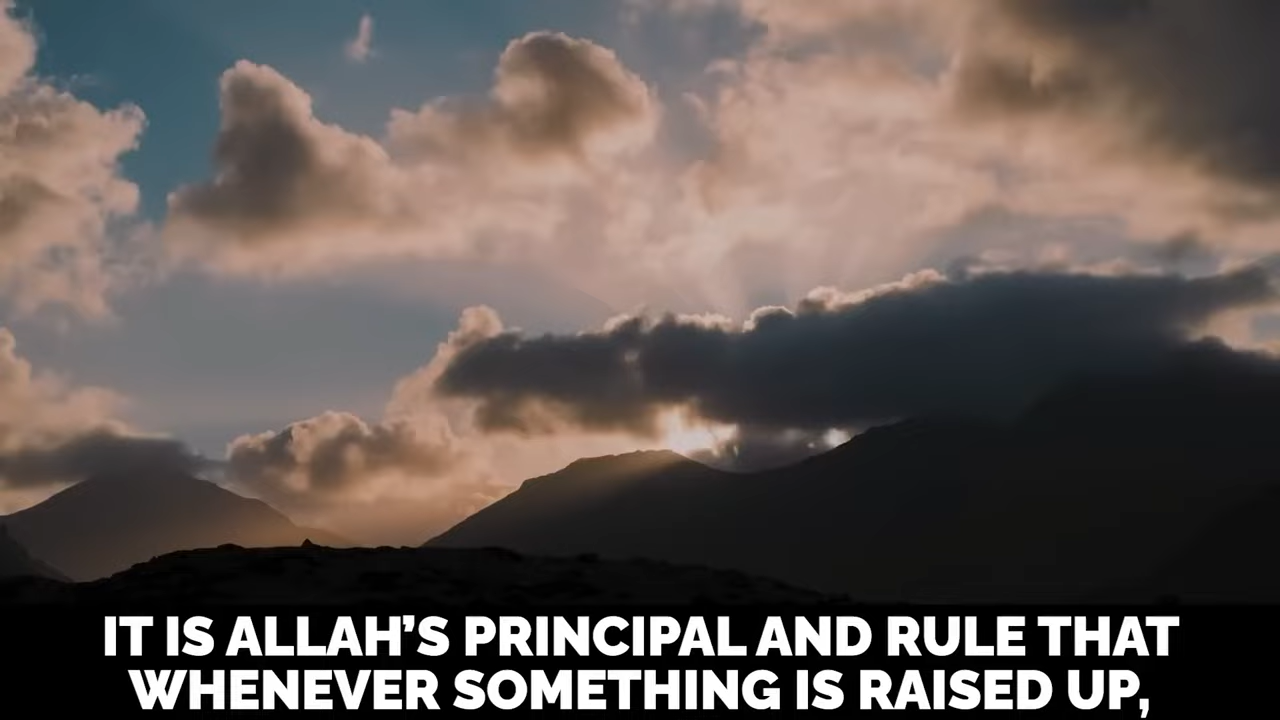 IT IS ALLAH’S PRINCIPAL AND RULE THAT
WHENEVER SOMETHING IS RAISED UP,